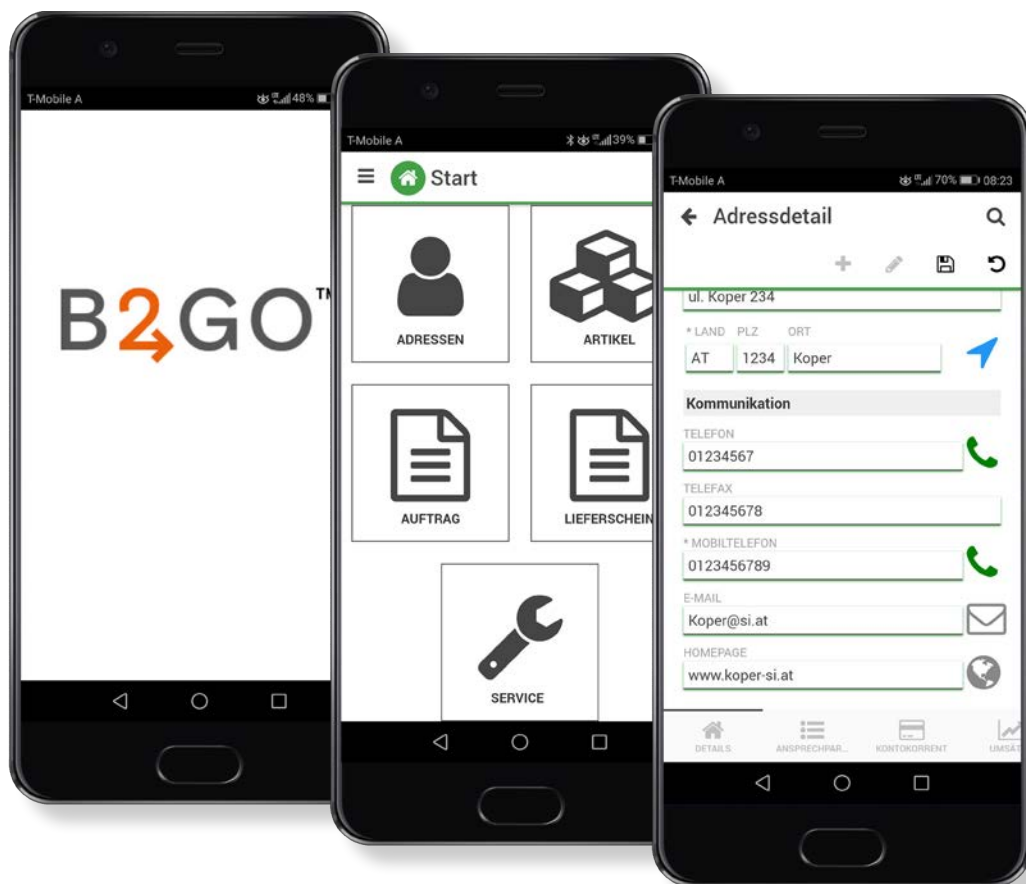 T-Mobile A 48%
B2GO™
T-Mobile A 39%
Start
ADRESSEN ARTIKEL
AUFTRAG LIEFERSCHEIN
SERVICE
T-Mobile A 70% 08:23
Adressdetail
ul. Koper 234
* LAND PLZ ORT
AT 1234 Koper
Kommunikation
TELEFON
01234567
TELEFAX
012345678
* MOBILTELEFON
0123456789
E-MAIL
Koper@si.at
HOMEPAGE
www.koper-si.at
DETAILS ANSPRECHPAR... KONTOKORRENT UMSÄT